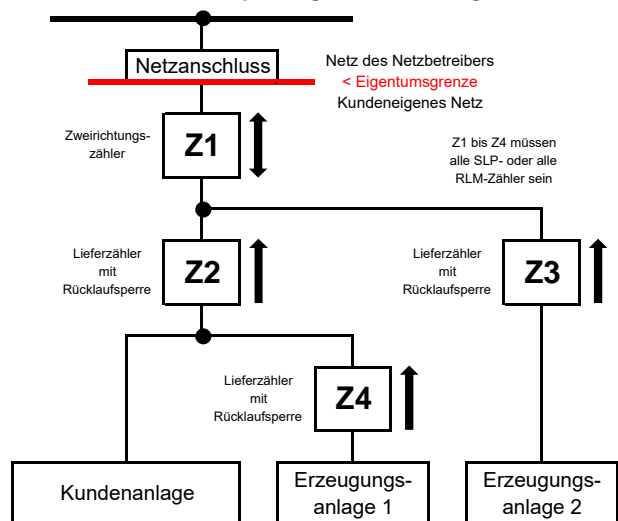 Netzanschluss
Netz des Netzbetreibers
< Eigentumsgrenze
Kundeneigenes Netz
Zweirichtungs-
zähler
Z1
Z1 bis Z4 müssen
alle SLP- oder alle
RLM-Zähler sein
Lieferzähler
mit
Rücklaufsperre
Z2
Lieferzähler
mit
Rücklaufsperre
Z3
Lieferzähler
mit
Rücklaufsperre
Z4
Kundenanlage
Erzeugungs-
anlage 1
Erzeugungs-
anlage 2